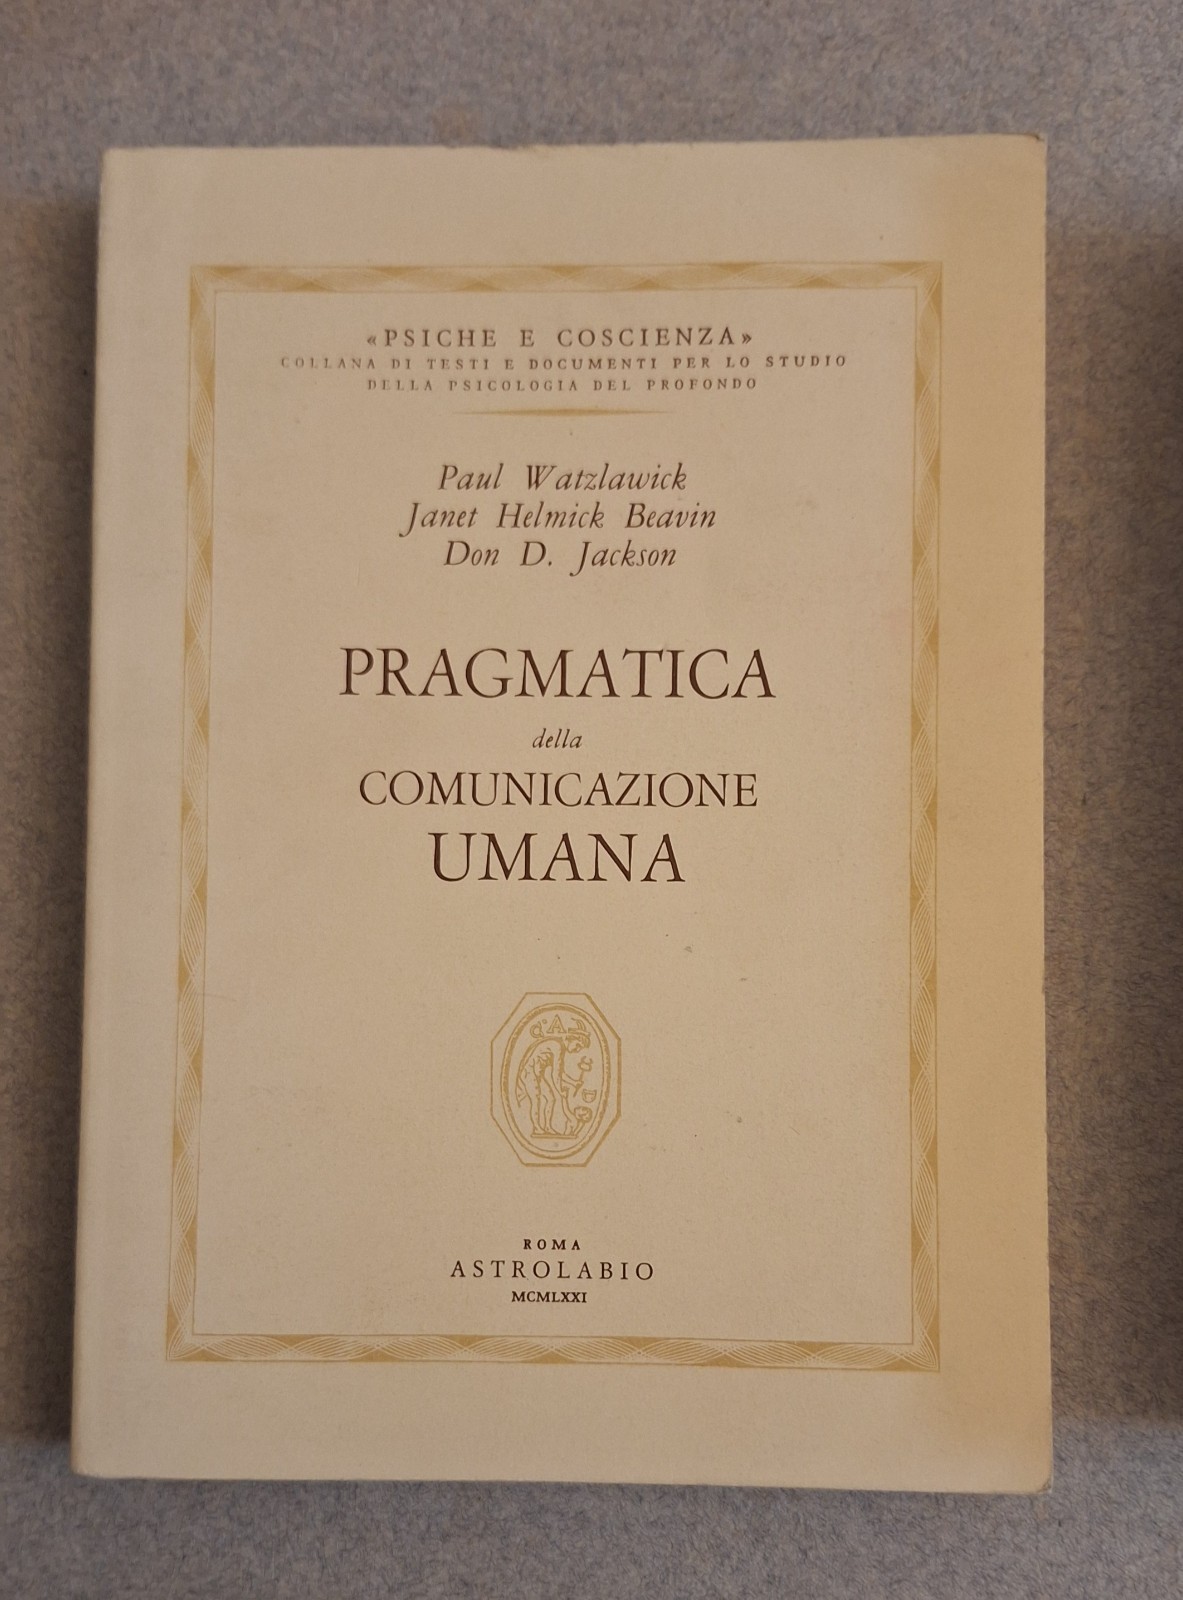 «PSICHE E COSCIENZA»
COLLANA DI TESTI E DOCUMENTI PER LO STUDIO
DELLA PSICOLOGIA DEL PROFONDO
Paul Watzlawick
Janet Helmick Beavin
Don D. Jackson
PRAGMATICA
della
COMUNICAZIONE
UMANA
ROMA
ASTROLABIO
MCMLXXI